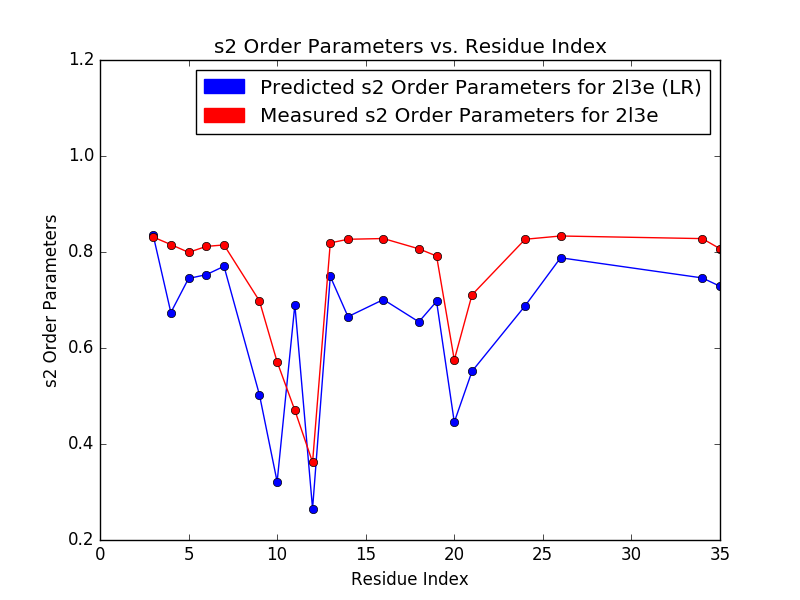 s2 Order Parameters vs. Residue Index
Predicted s2 Order Parameters for 2l3e (LR)
Measured s2 Order Parameters for 2l3e
s2 Order Parameters
1.2
1.0
0.8
0.6
0.4
0.2
0 5 10 15 20 25 30 35
Residue Index